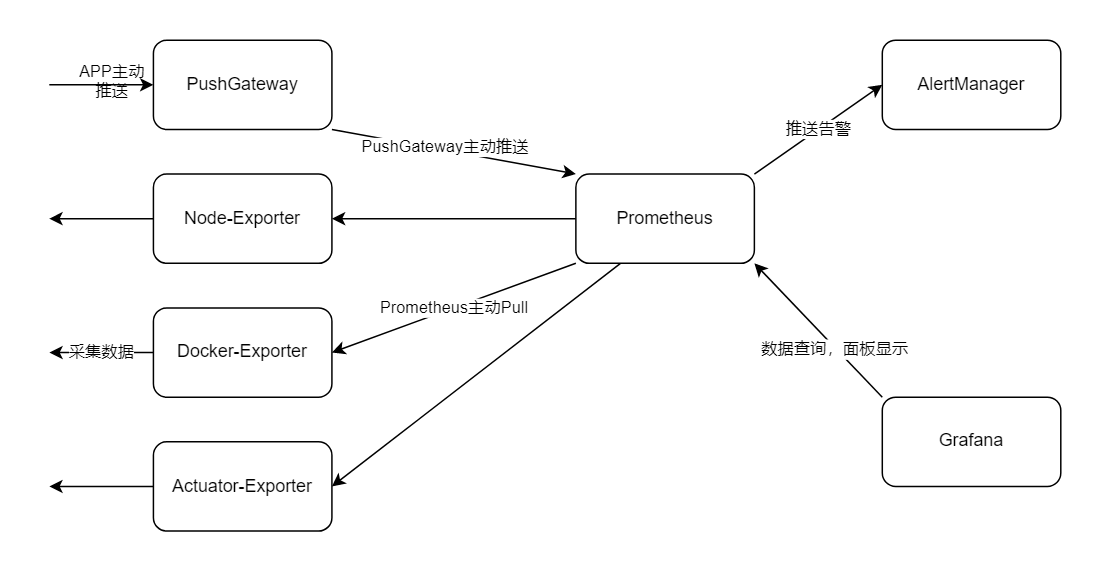 APP主动
推送
PushGateway
AlertManager
推送告警
PushGateway主动推送
Node-Exporter
Prometheus
Prometheus主动Pull
Docker-Exporter
采集数据
数据查询，面板显示
Grafana
Actuator-Exporter